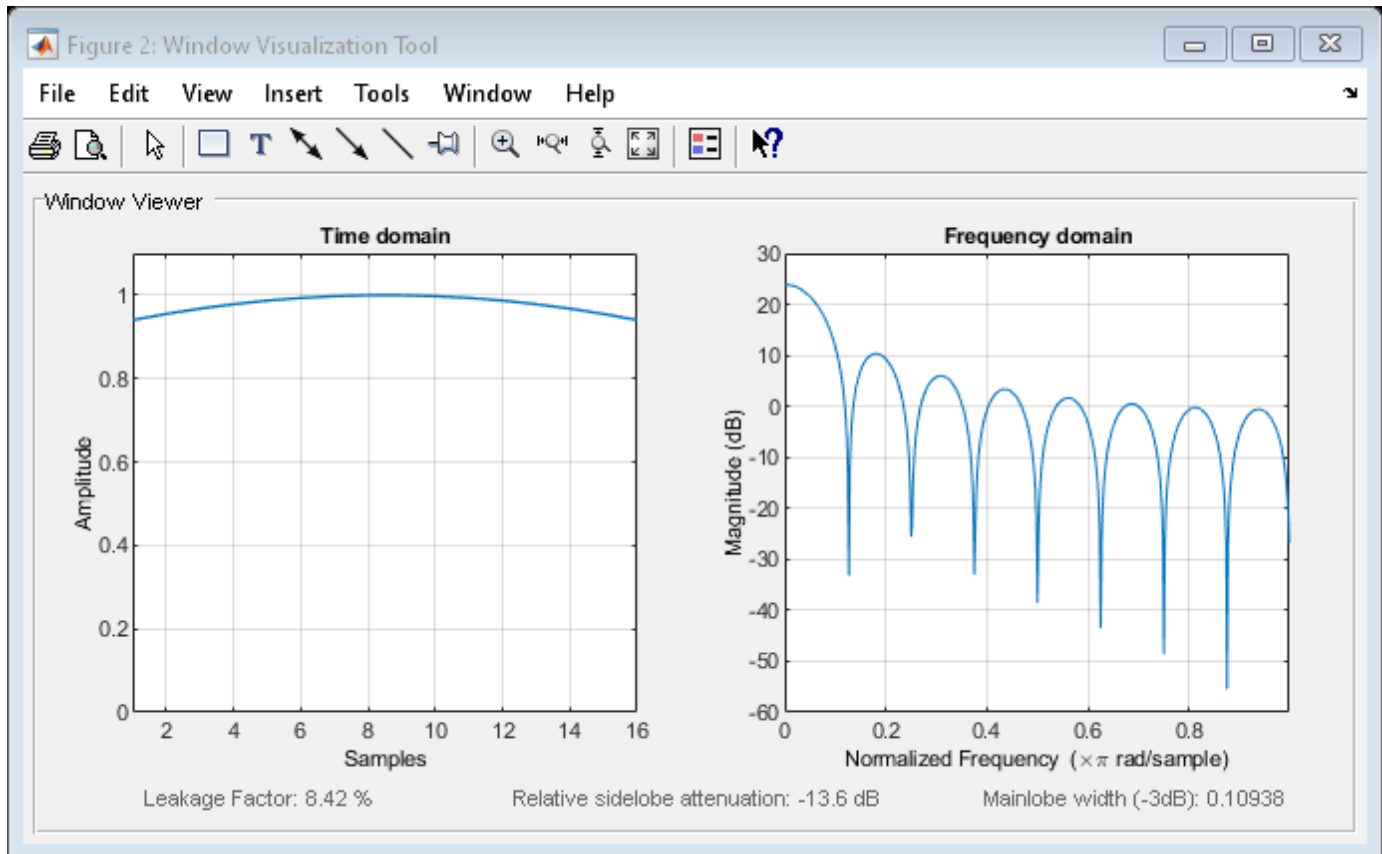 Figure 2: Window Visualization Tool
File Edit View Insert Tools Window Help
T
?
Window Viewer
Time domain
1
0.8
0.6
0.4
0.2
0
Amplitude
2 4 6 8 10 12 14 16
Samples
Frequency domain
30
20
10
0
-10
-20
-30
-40
-50
-60
Magnitude (dB)
0 0.2 0.4 0.6 0.8
Normalized Frequency (×π rad/sample)
Leakage Factor: 8.42 % Relative sidelobe attenuation: -13.6 dB Mainlobe width (-3dB): 0.10938